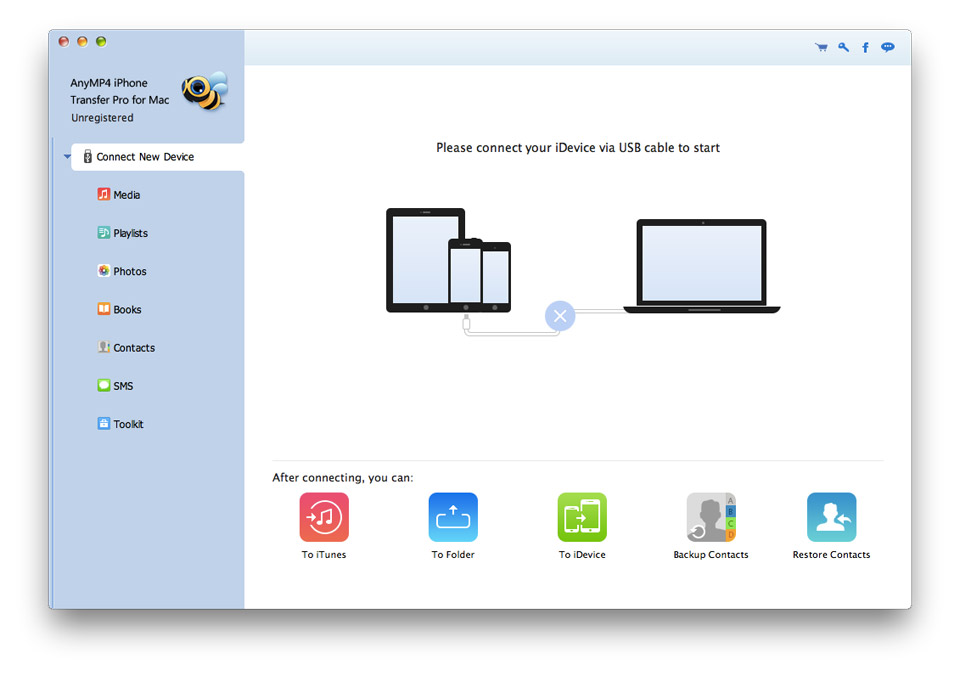 AnyMP4 iPhone
Transfer Pro for Mac
Unregistered
Connect New Device
Media
Playlists
Photos
Books
Contacts
SMS
Toolkit
Please connect your iDevice via USB cable to start
After connecting, you can:
A
B
C
D
To iTunes
To Folder
To iDevice
Backup Contacts
Restore Contacts